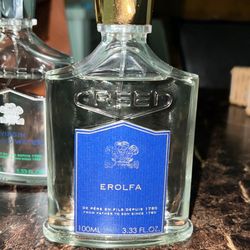 CREED
EROLFA
DE PÈRE EN FILS DEPUIS 1760
FROM FATHER TO SON SINCE 1760
100ML 3.33 FL.OZ.